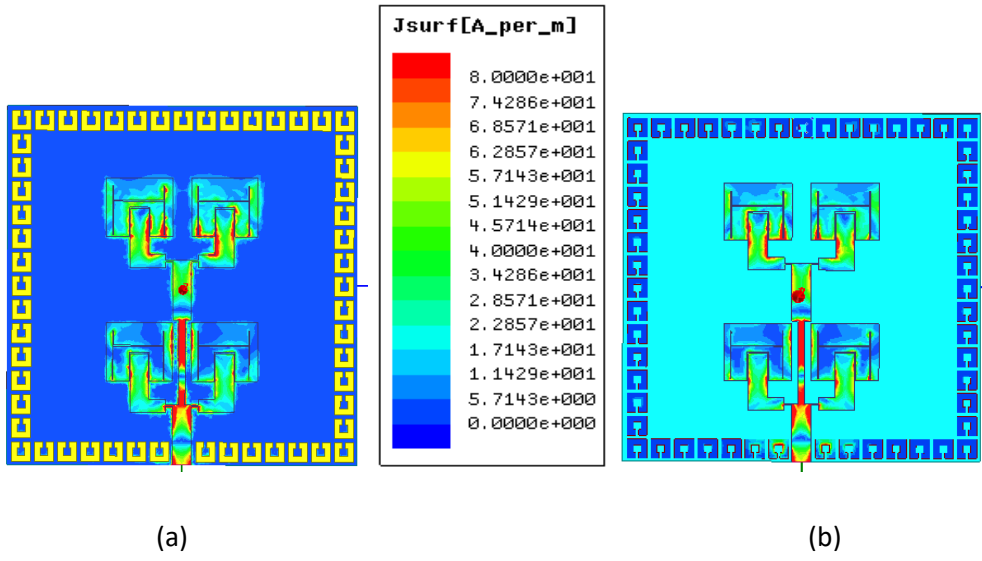 Jsurf[A_per_m]
8.0000e+001
7.4286e+001
6.8571e+001
6.2857e+001
5.7143e+001
5.1429e+001
4.5714e+001
4.0000e+001
3.4286e+001
2.8571e+001
2.2857e+001
1.7143e+001
1.1429e+001
5.7143e+000
0.0000e+000
(a)
(b)